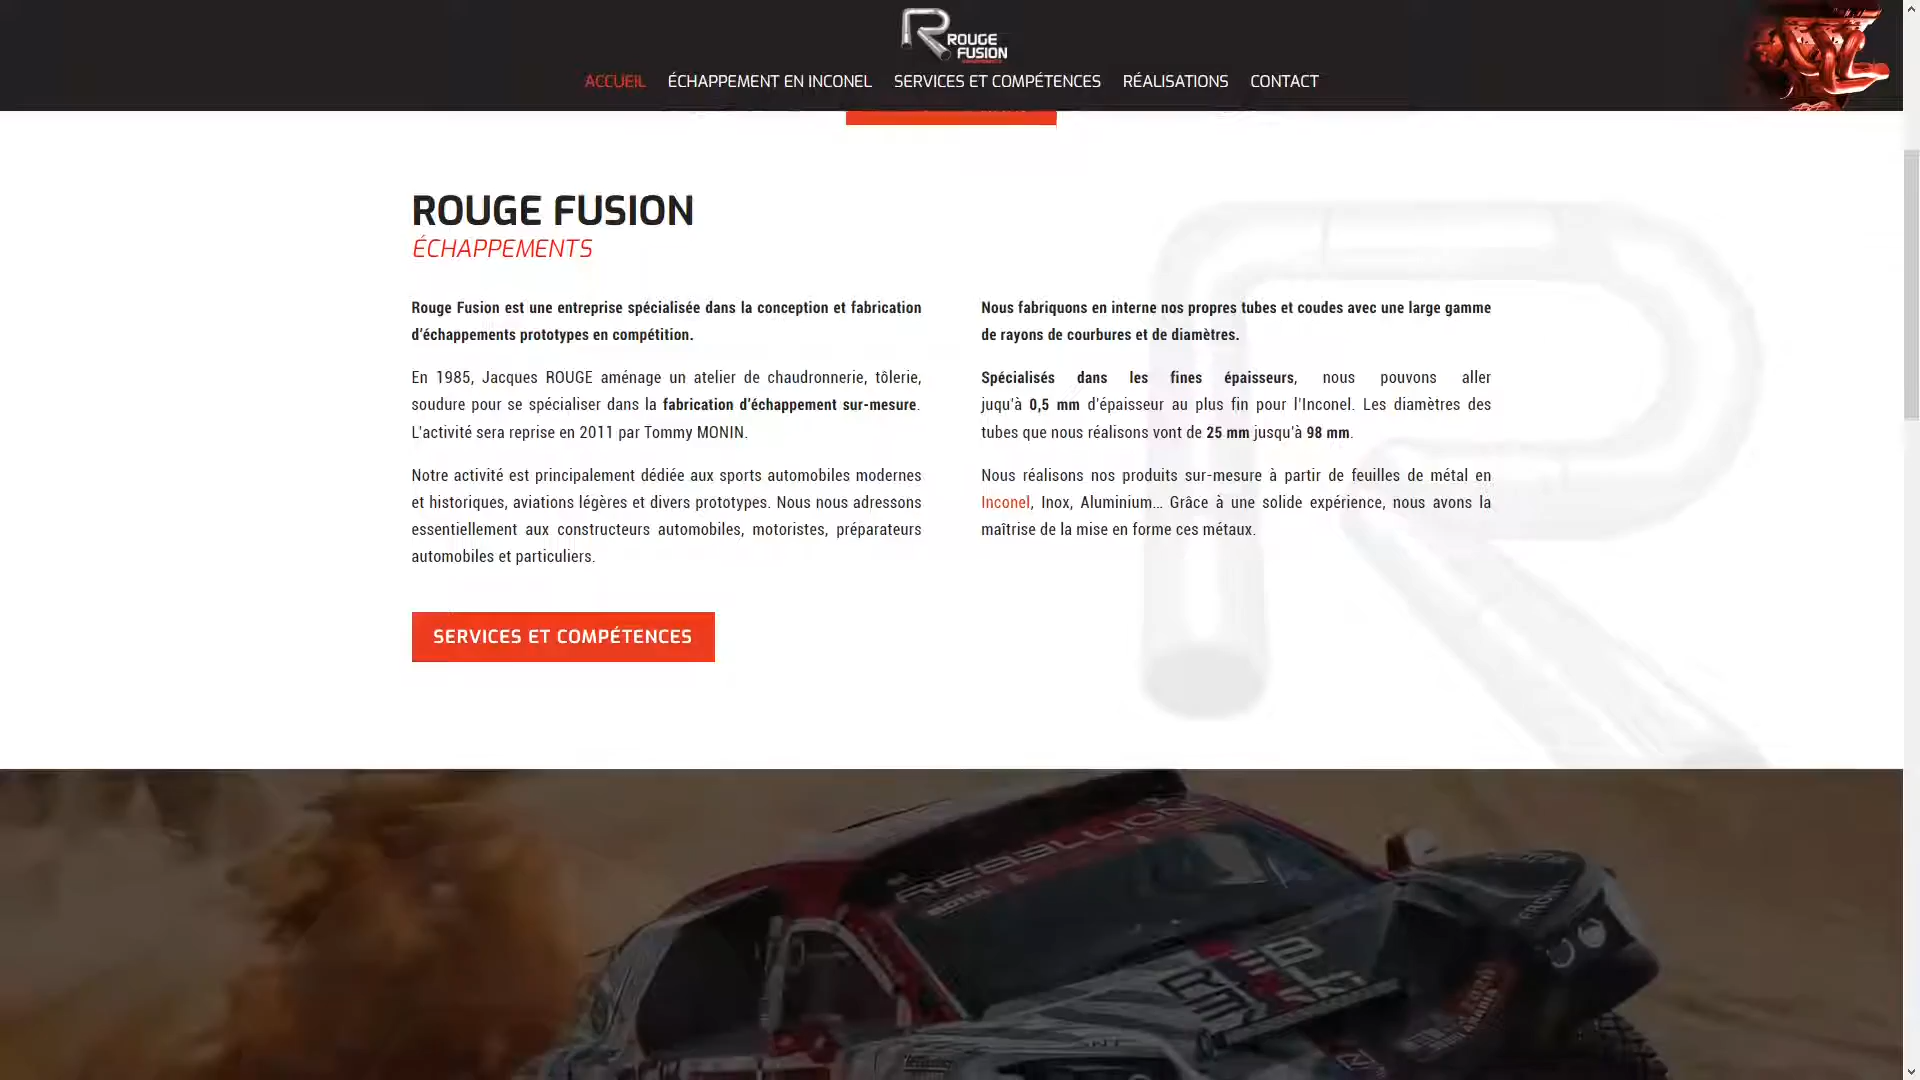 ROUGE
FUSION
ACCUEIL ÉCHAPPEMENT EN INCONEL SERVICES ET COMPÉTENCES RÉALISATIONS CONTACT
ROUGE FUSION
ÉCHAPPEMENTS
Rouge Fusion est une entreprise spécialisée dans la conception et fabrication
d'échappements prototypes en compétition.
En 1985, Jacques ROUGE aménage un atelier de chaudronnerie, tôlerie,
soudure pour se spécialiser dans la fabrication d'échappement sur-mesure.
L'activité sera reprise en 2011 par Tommy MONIN.
Notre activité est principalement dédiée aux sports automobiles modernes
et historiques, aviations légères et divers prototypes. Nous nous adressons
essentiellement aux constructeurs automobiles, motoristes, préparateurs
automobiles et particuliers.
SERVICES ET COMPÉTENCES
Nous fabriquons en interne nos propres tubes et coudes avec une large gamme
de rayons de courbures et de diamètres.
Spécialisés dans les fines épaisseurs, nous pouvons aller
juqu'à 0,5 mm d'épaisseur au plus fin pour l'Inconel. Les diamètres des
tubes que nous réalisons vont de 25 mm jusqu'à 98 mm.
Nous réalisons nos produits sur-mesure à partir de feuilles de métal en
Inconel, Inox, Aluminium... Grâce à une solide expérience, nous avons la
maîtrise de la mise en forme ces métaux.
REBELLION